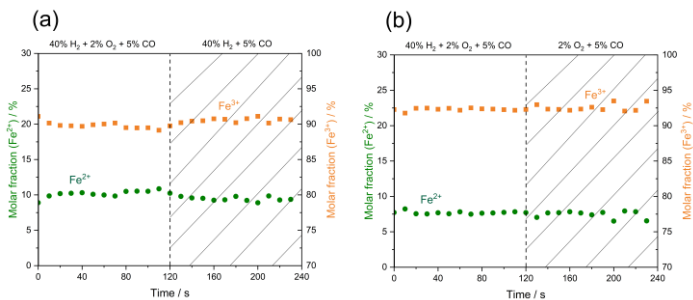 (a)
40% H₂ + 2% O₂ + 5% CO
40% H₂ + 5% CO
Molar fraction (Fe²⁺) / %
30
25
20
15
10
5
0
Fe³⁺
Fe²⁺
100
95
90
85
80
75
70
Molar fraction (Fe³⁺) / %
0 40 80 120 160 200 240
Time / s
(b)
40% H₂ + 2% O₂ + 5% CO
2% O₂ + 5% CO
Molar fraction (Fe²⁺) / %
30
25
20
15
10
5
0
Fe³⁺
Fe²⁺
100
95
90
85
80
75
70
Molar fraction (Fe³⁺) / %
0 40 80 120 160 200 240
Time / s